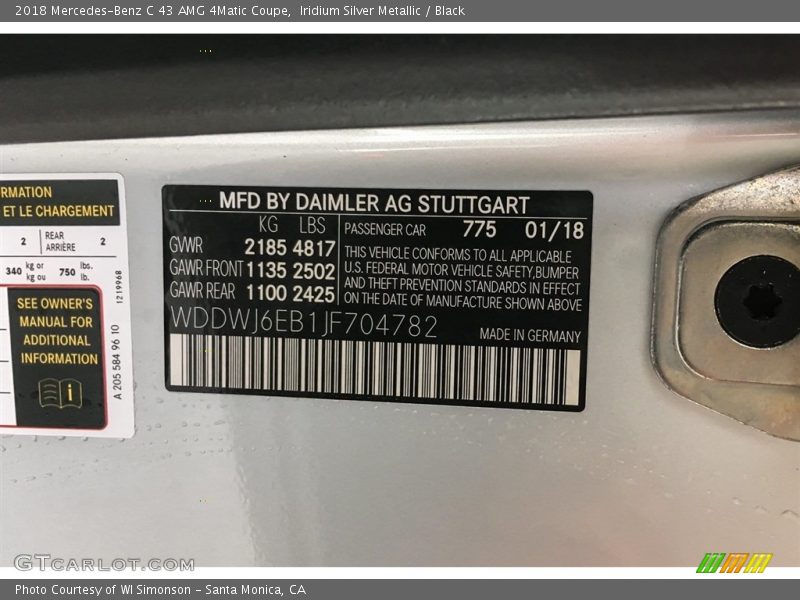 2018 Mercedes-Benz C 43 AMG 4Matic Coupe, Iridium Silver Metallic / Black
RMATION
ET LE CHARGEMENT
2 REAR ARRIÈRE 2
340 kg or kg ou 750 lbs. lb.
SEE OWNER'S
MANUAL FOR
ADDITIONAL
INFORMATION
i
A 205 584 96 10
1219968
MFD BY DAIMLER AG STUTTGART
KG LBS
GWR 2185 4817
GAWR FRONT 1135 2502
GAWR REAR 1100 2425
PASSENGER CAR 775 01/18
THIS VEHICLE CONFORMS TO ALL APPLICABLE
U.S. FEDERAL MOTOR VEHICLE SAFETY,BUMPER
AND THEFT PREVENTION STANDARDS IN EFFECT
ON THE DATE OF MANUFACTURE SHOWN ABOVE
WDDWJ6EB1JF704782
MADE IN GERMANY
GTCARLOT.COM
Photo Courtesy of WI Simonson - Santa Monica, CA